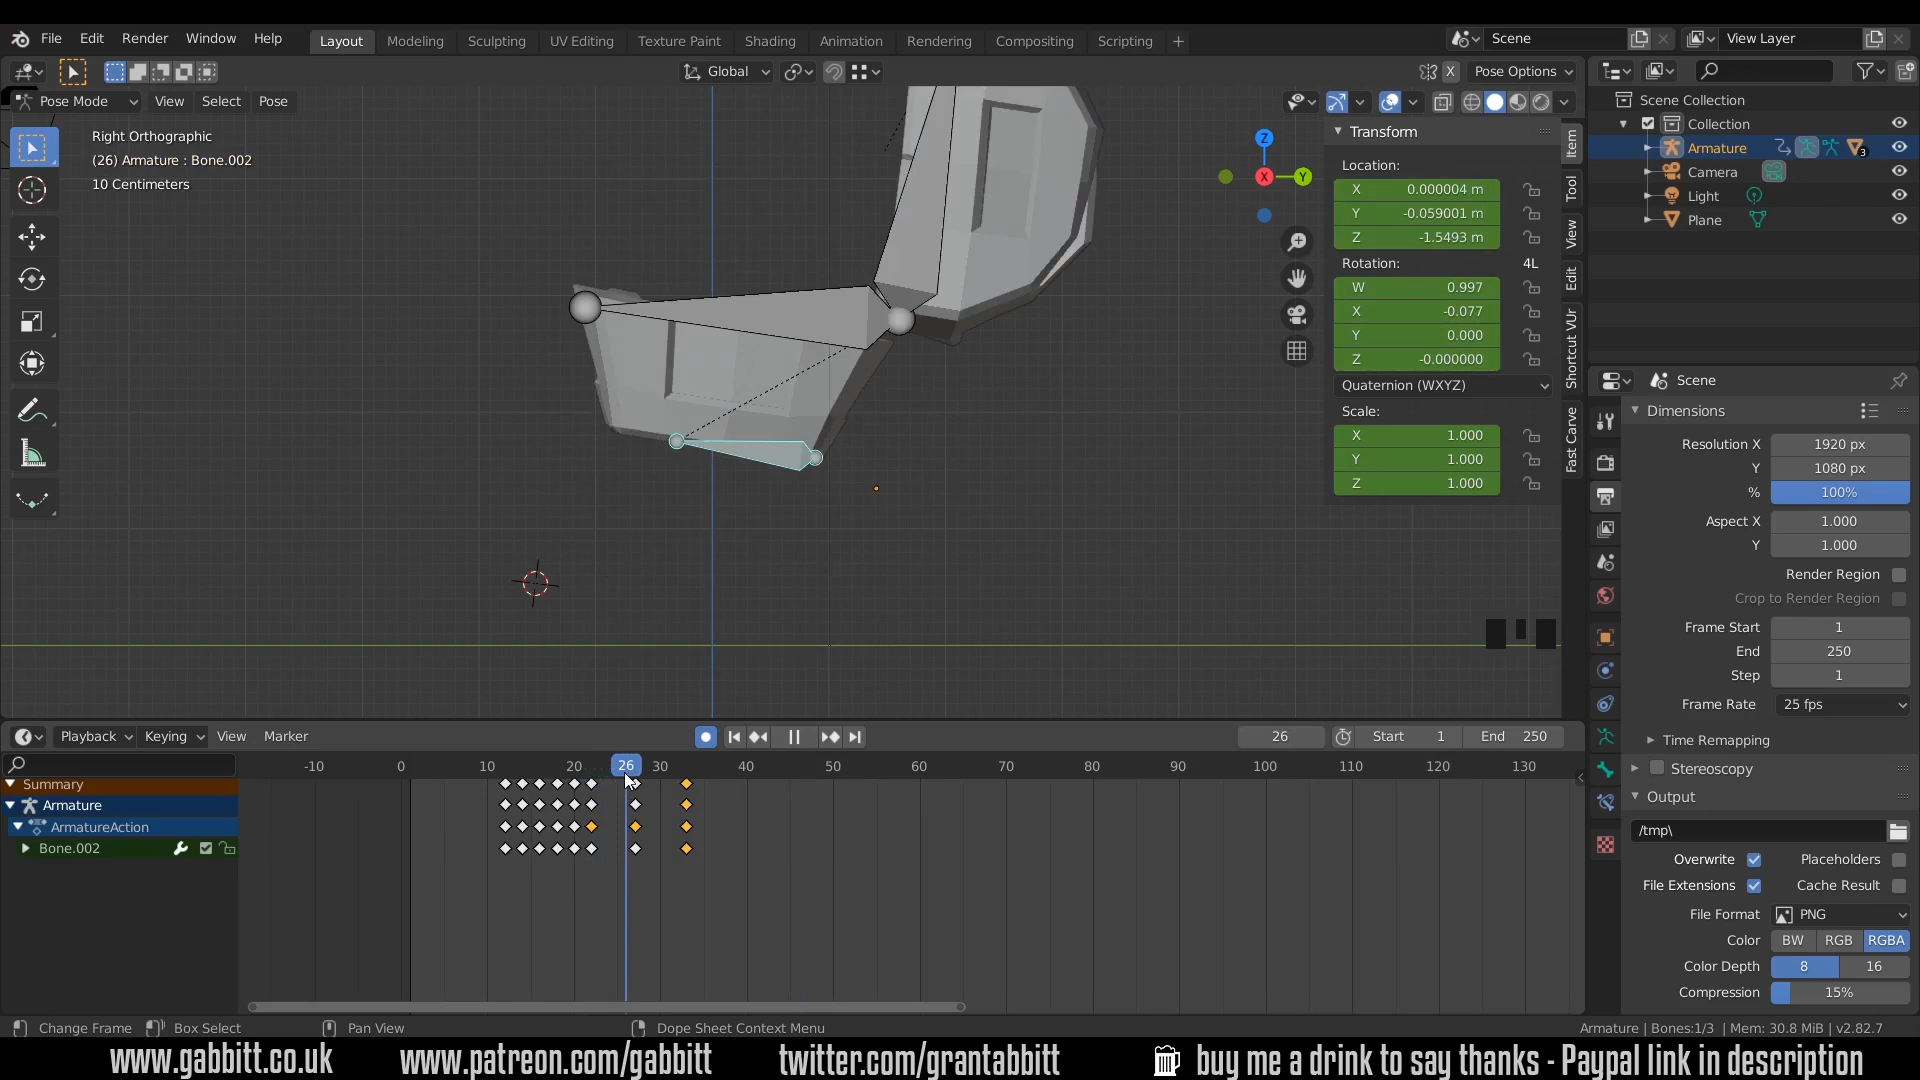 File Edit Render Window Help
Layout Modeling Sculpting UV Editing Texture Paint Shading Animation Rendering Compositing Scripting +
Scene View Layer
Global X Pose Options
Pose Mode View Select Pose
Right Orthographic
(26) Armature : Bone.002
10 Centimeters
Z
X
Y
Transform
Location:
X 0.000004 m
Y -0.059001 m
Z -1.5493 m
Rotation: 4L
W 0.997
X -0.077
Y 0.000
Z -0.000000
Quaternion (WXYZ)
Scale:
X 1.000
Y 1.000
Z 1.000
Item
Tool
View
Edit
Shortcut VUr
Fast Carve
Scene Collection
Collection
Armature 3
Camera
Light
Plane
Scene
Dimensions
Resolution X 1920 px
Y 1080 px
% 100%
Aspect X 1.000
Y 1.000
Render Region
Crop to Render Region
Frame Start 1
End 250
Step 1
Frame Rate 25 fps
Time Remapping
Stereoscopy
Output
/tmp\
Overwrite Placeholders
File Extensions Cache Result
File Format PNG
Color BW RGB RGBA
Color Depth 8 16
Compression 15%
Playback Keying View Marker 26 Start 1 End 250
-10 0 10 20 26 30 40 50 60 70 80 90 100 110 120 130
Summary
Armature
ArmatureAction
Bone.002
Change Frame Box Select Pan View Dope Sheet Context Menu Armature | Bones:1/3 | Mem: 30.8 MiB | v2.82.7
www.gabbitt.co.uk www.patreon.com/gabbitt twitter.com/grantabbitt buy me a drink to say thanks - Paypal link in description